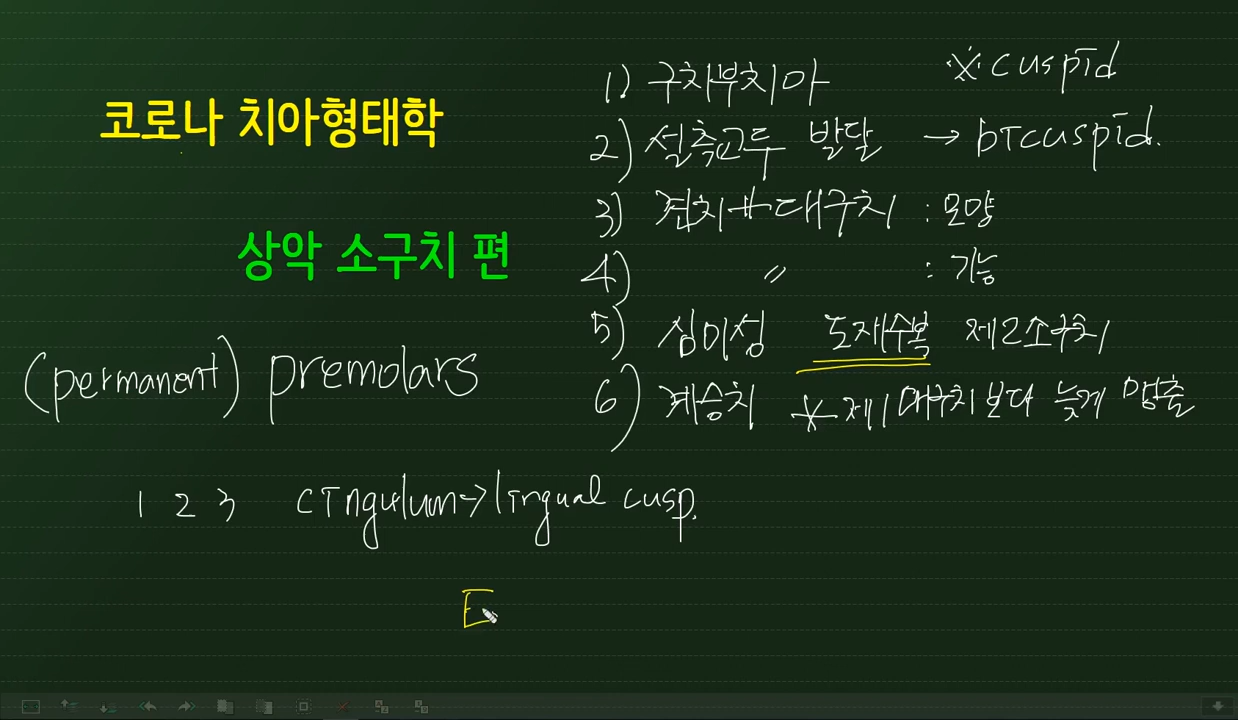 코로나 치아형태학
상악 소구치 편
(permanent) premolars
1 2 3 cingulum→lingual cusp.
E
1) 구치부치아 ※ cuspid
2) 설측교두 발달 → bicuspid.
3) 견치+대구치 : 모양
4) 〃 : 기능
5) 심미성 도재수복 제2소구치
6) 계승치 * 제1대구치보다 늦게 맹출